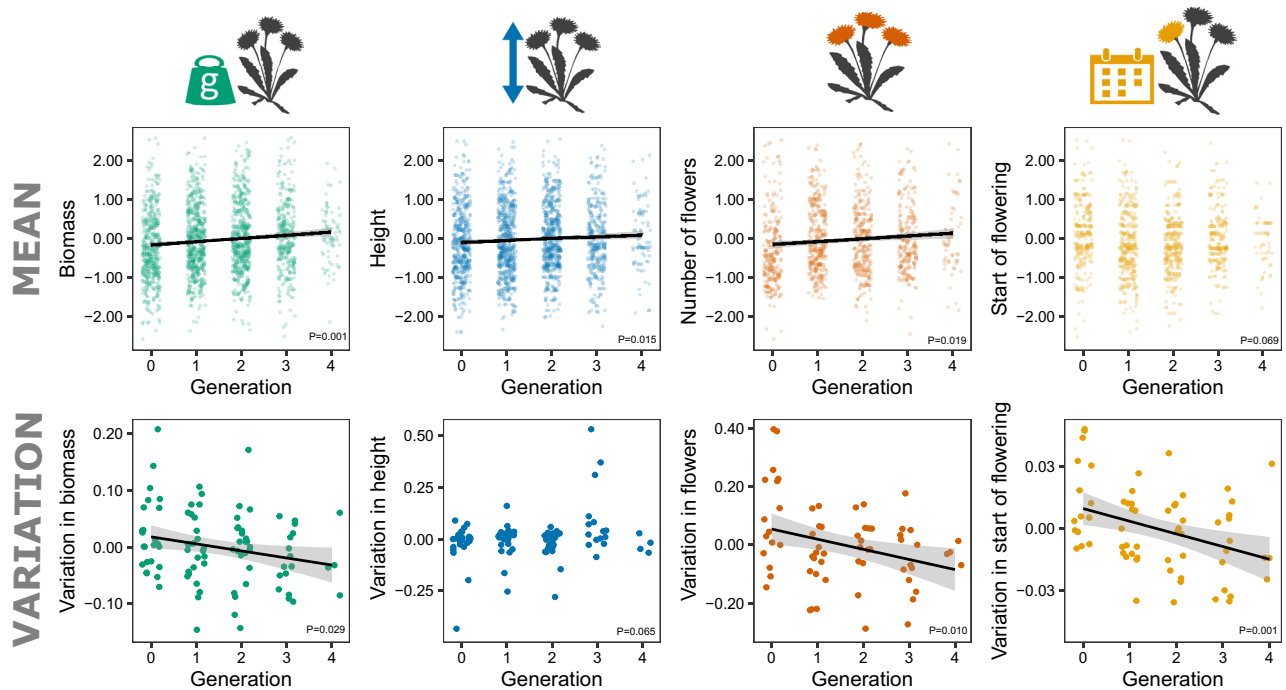 g
MEAN
Biomass
2.00
1.00
0.00
−1.00
−2.00
P=0.001
0 1 2 3 4
Generation
Height
2.00
1.00
0.00
−1.00
−2.00
P=0.015
0 1 2 3 4
Generation
Number of flowers
2.00
1.00
0.00
−1.00
−2.00
P=0.019
0 1 2 3 4
Generation
Start of flowering
2.00
1.00
0.00
−1.00
−2.00
P=0.069
0 1 2 3 4
Generation
VARIATION
Variation in biomass
0.20
0.10
0.00
−0.10
P=0.029
0 1 2 3 4
Generation
Variation in height
0.50
0.25
0.00
−0.25
P=0.065
0 1 2 3 4
Generation
Variation in flowers
0.40
0.20
0.00
−0.20
P=0.010
0 1 2 3 4
Generation
Variation in start of flowering
0.03
0.00
−0.03
P=0.001
0 1 2 3 4
Generation